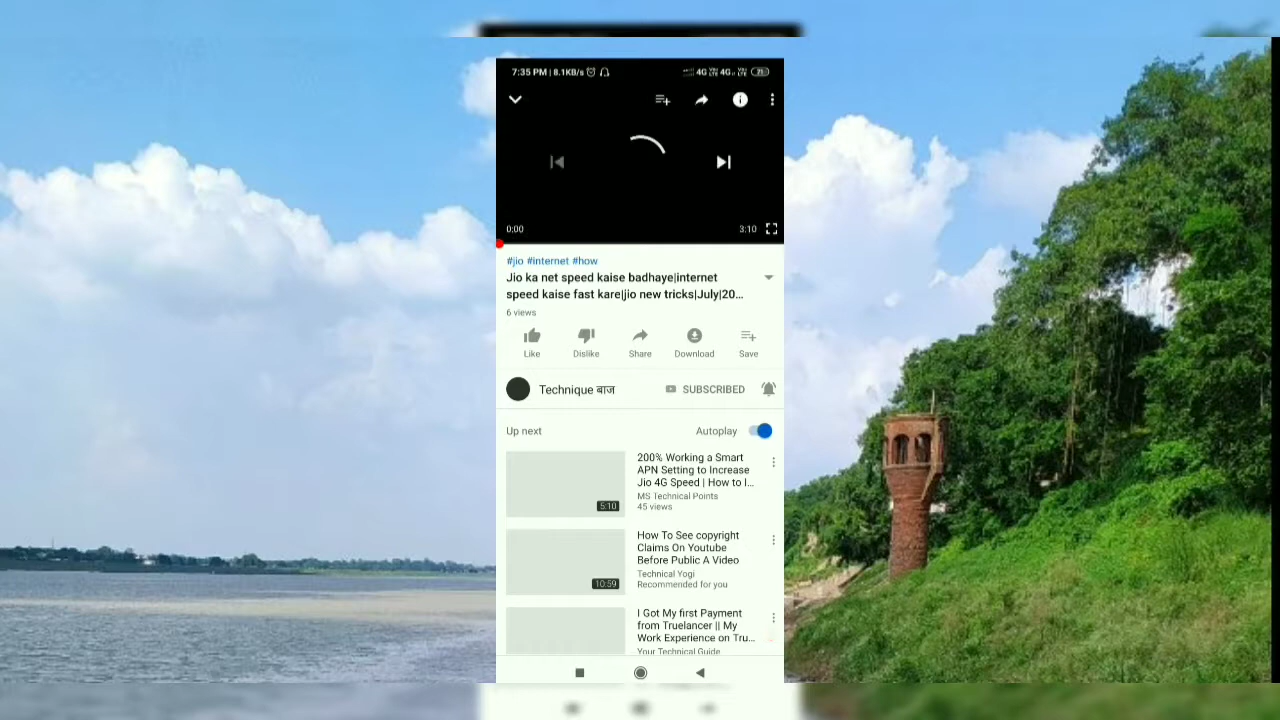 7:35 PM | 8.1KB/s
4G 4G 21
0:00
3:10
#jio #internet #how
Jio ka net speed kaise badhaye|internet
speed kaise fast kare|jio new tricks|July|20...
6 views
Like Dislike Share Download Save
Technique बाज SUBSCRIBED
Up next Autoplay
200% Working a Smart
APN Setting to Increase
Jio 4G Speed | How to I...
MS Technical Points
45 views
5:10
How To See copyright
Claims On Youtube
Before Public A Video
Technical Yogi
Recommended for you
10:59
I Got My first Payment
from Truelancer || My
Work Experience on Tru...
Your Technical Guide